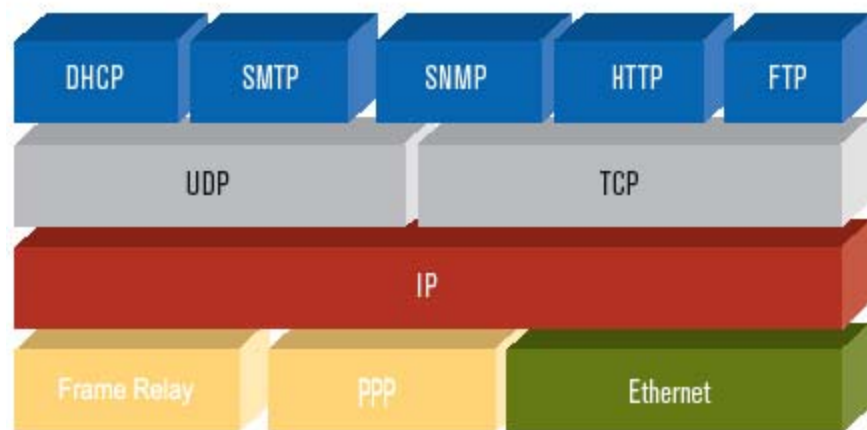 DHCP SMTP SNMP HTTP FTP
UDP TCP
IP
Frame Relay PPP Ethernet